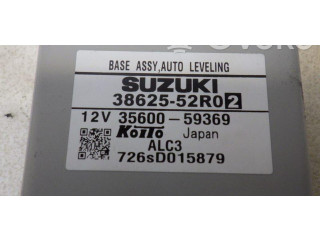 BASE ASSY,AUTO LEVELING
SUZUKI
38625-52R02
12V 35600-59369
KOITO Japan
ALC3
726sD015879